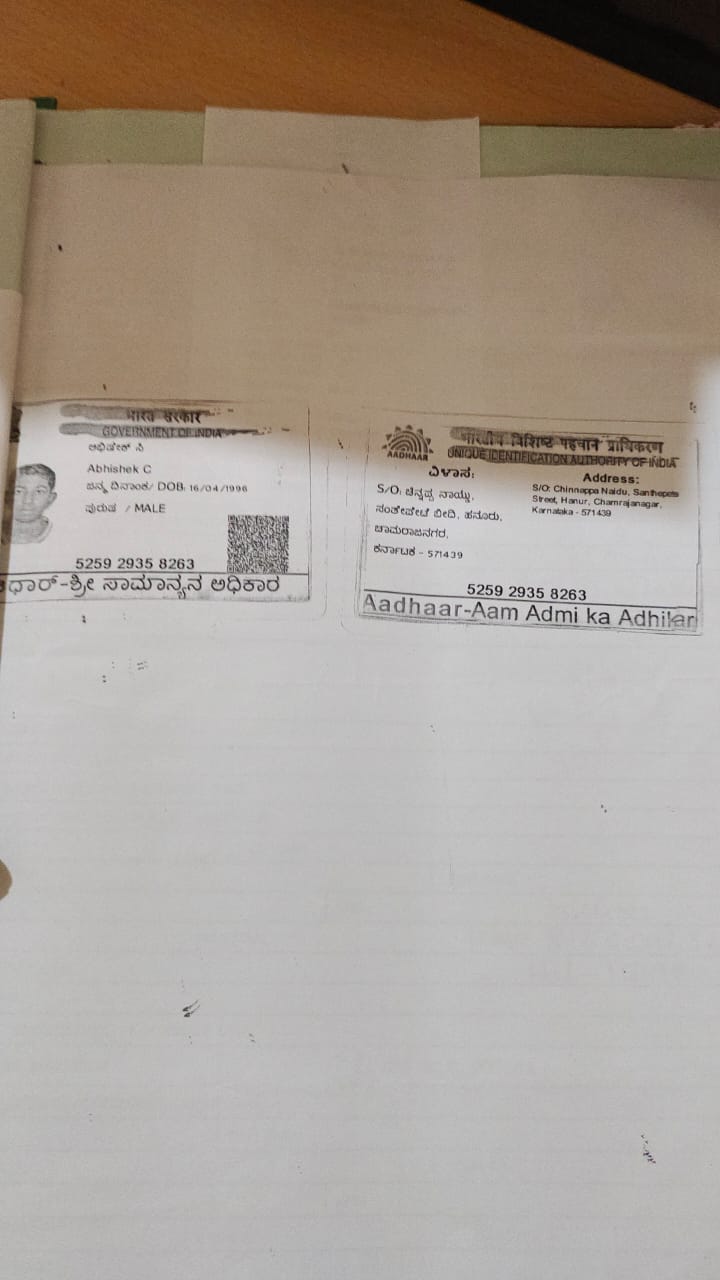 भारत सरकार
GOVERNMENT OF INDIA
ಅಭಿಷೇಕ್ ಸಿ
Abhishek C
ಜನ್ಮ ದಿನಾಂಕ/ DOB: 16/04/1996
ಪುರುಷ / MALE
5259 2935 8263
ಧಾರ್-ಶ್ರೀ ಸಾಮಾನ್ಯನ ಅಧಿಕಾರ
भारतीय विशिष्ट पहचान प्राधिकरण
UNIQUE IDENTIFICATION AUTHORITY OF INDIA
AADHAAR
ವಿಳಾಸ:
S/O: ಚಿನ್ನಪ್ಪ ನಾಯ್ಡು,
ಸಂತೇಪೇಟೆ ಬೀದಿ, ಹನೂರು,
ಚಾಮರಾಜನಗರ,
ಕರ್ನಾಟಕ - 571439
Address:
S/O: Chinnappa Naidu, Santhepete
Street, Hanur, Chamrajanagar,
Karnataka - 571439
5259 2935 8263
Aadhaar-Aam Admi ka Adhikar